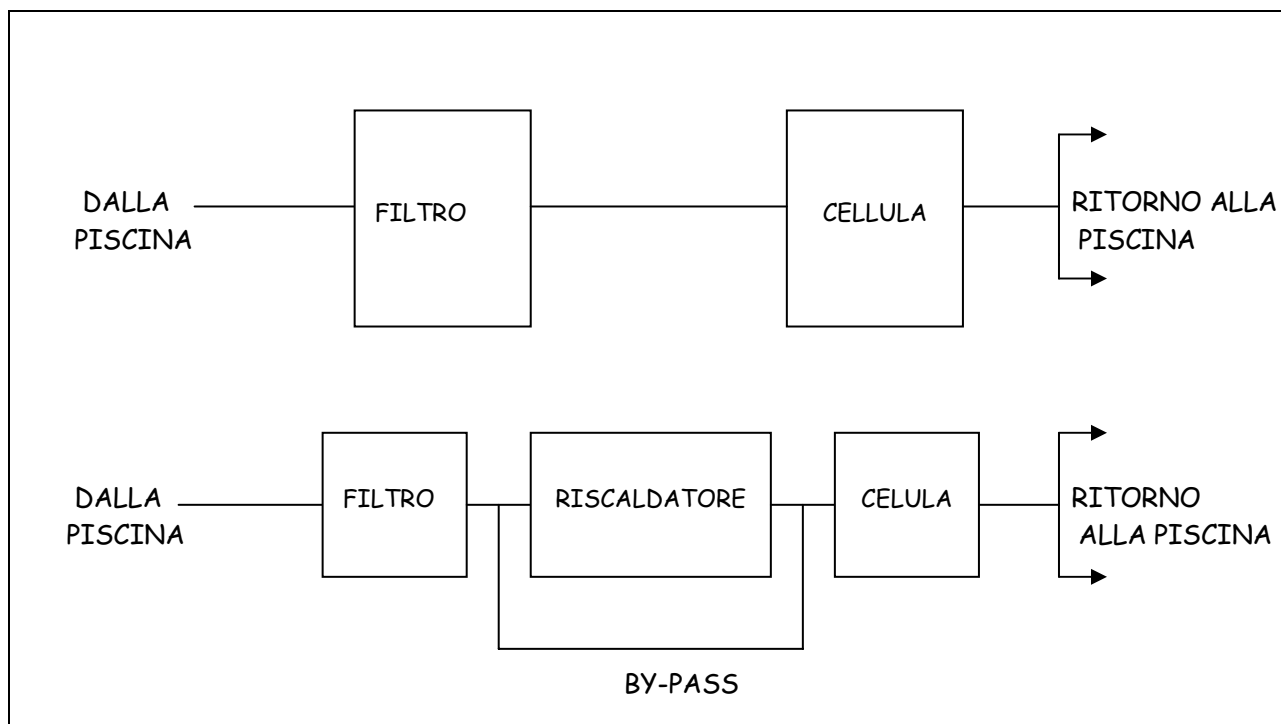 DALLA
PISCINA
FILTRO
CELLULA
RITORNO ALLA
PISCINA
DALLA
PISCINA
FILTRO
RISCALDATORE
CELULA
RITORNO
ALLA PISCINA
BY-PASS